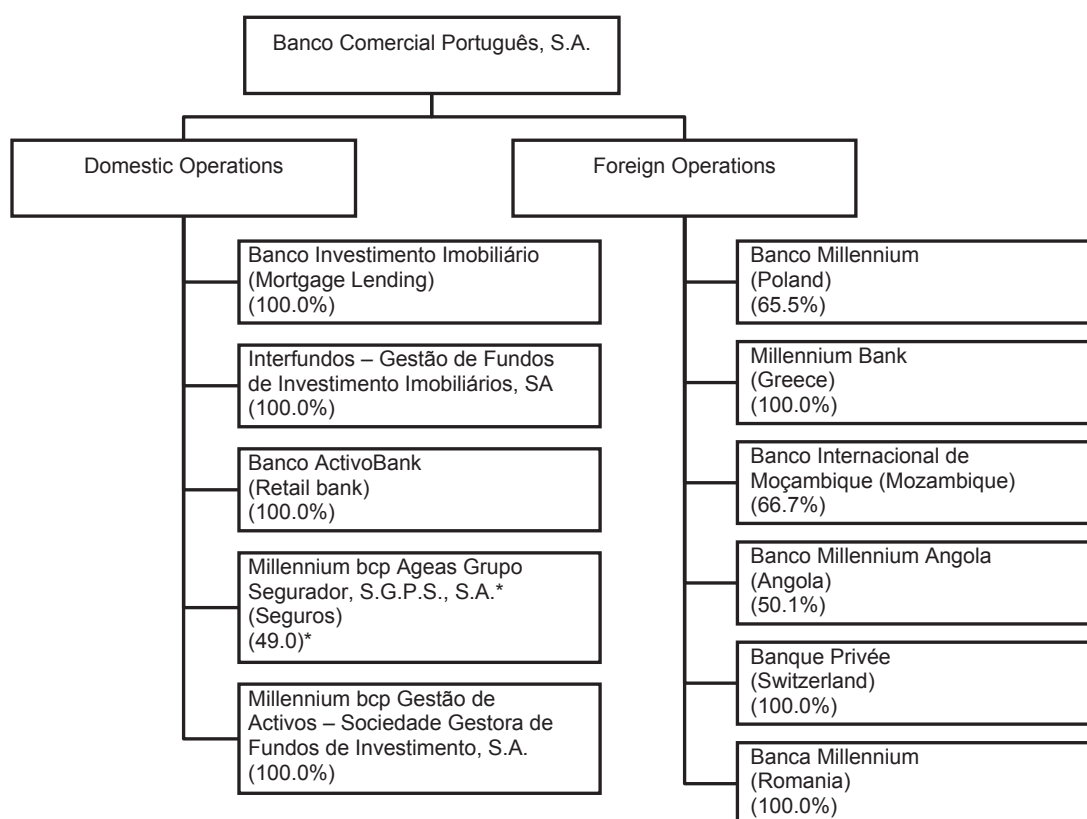 Banco Comercial Português, S.A.
Domestic Operations
Foreign Operations
Banco Investimento Imobiliário
(Mortgage Lending)
(100.0%)
Interfundos – Gestão de Fundos
de Investimento Imobiliários, SA
(100.0%)
Banco ActivoBank
(Retail bank)
(100.0%)
Millennium bcp Ageas Grupo
Segurador, S.G.P.S., S.A.*
(Seguros)
(49.0)*
Millennium bcp Gestão de
Activos – Sociedade Gestora de
Fundos de Investimento, S.A.
(100.0%)
Banco Millennium
(Poland)
(65.5%)
Millennium Bank
(Greece)
(100.0%)
Banco Internacional de
Moçambique (Mozambique)
(66.7%)
Banco Millennium Angola
(Angola)
(50.1%)
Banque Privée
(Switzerland)
(100.0%)
Banca Millennium
(Romania)
(100.0%)